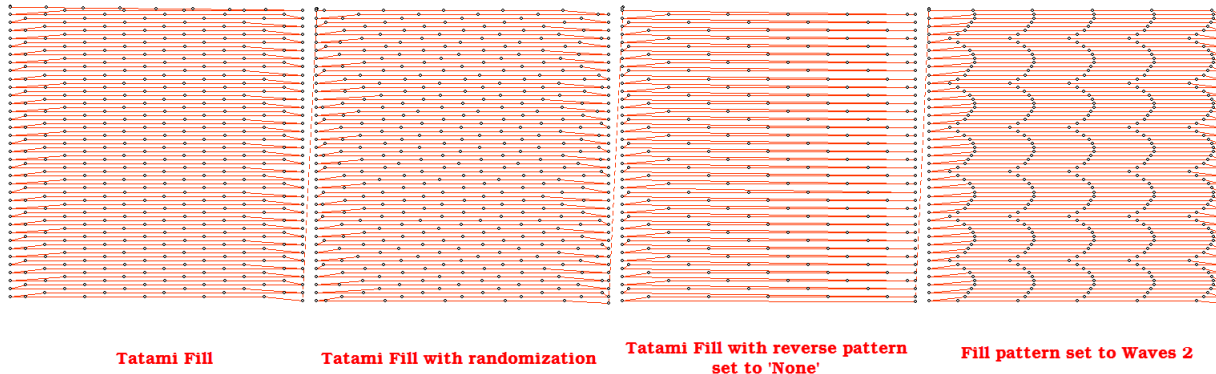 Tatami Fill
Tatami Fill with randomization
Tatami Fill with reverse pattern
set to 'None'
Fill pattern set to Waves 2